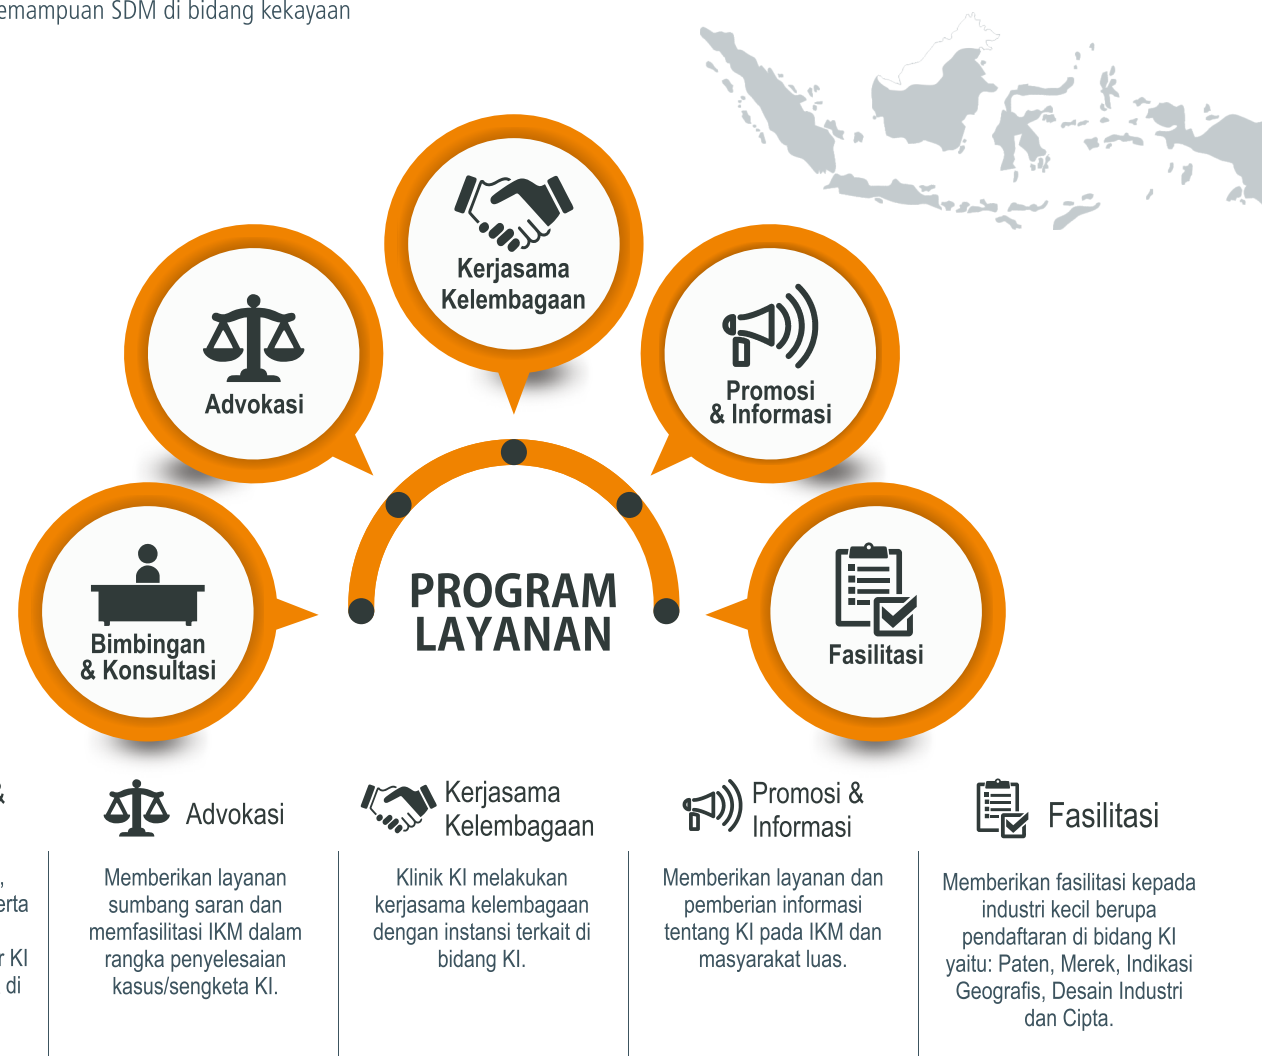 SDM di bidang kekayaan
Kerjasama
Kelembagaan
Advokasi
Promosi
& Informasi
Bimbingan
& Konsultasi
PROGRAM
LAYANAN
Fasilitasi
&
Advokasi
Kerjasama
Kelembagaan
Promosi &
Informasi
Fasilitasi
,
KI
di
Memberikan layanan
sumbang saran dan
memfasilitasi IKM dalam
rangka penyelesaian
kasus/sengketa KI.
Klinik KI melakukan
kerjasama kelembagaan
dengan instansi terkait di
bidang KI.
Memberikan layanan dan
pemberian informasi
tentang KI pada IKM dan
masyarakat luas.
Memberikan fasilitasi kepada
industri kecil berupa
pendaftaran di bidang KI
yaitu: Paten, Merek, Indikasi
Geografis, Desain Industri
dan Cipta.